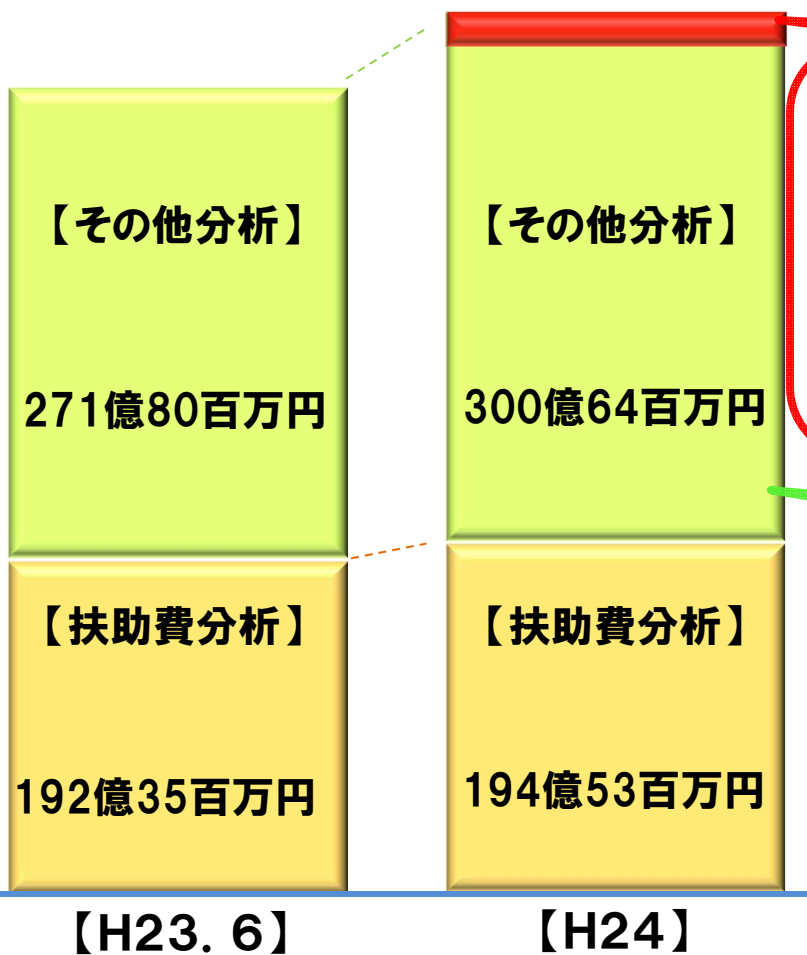 【その他分析】
271億80百万円
【扶助費分析】
192億35百万円
【H23.6】
【その他分析】
300億64百万円
【扶助費分析】
194億53百万円
【H24】